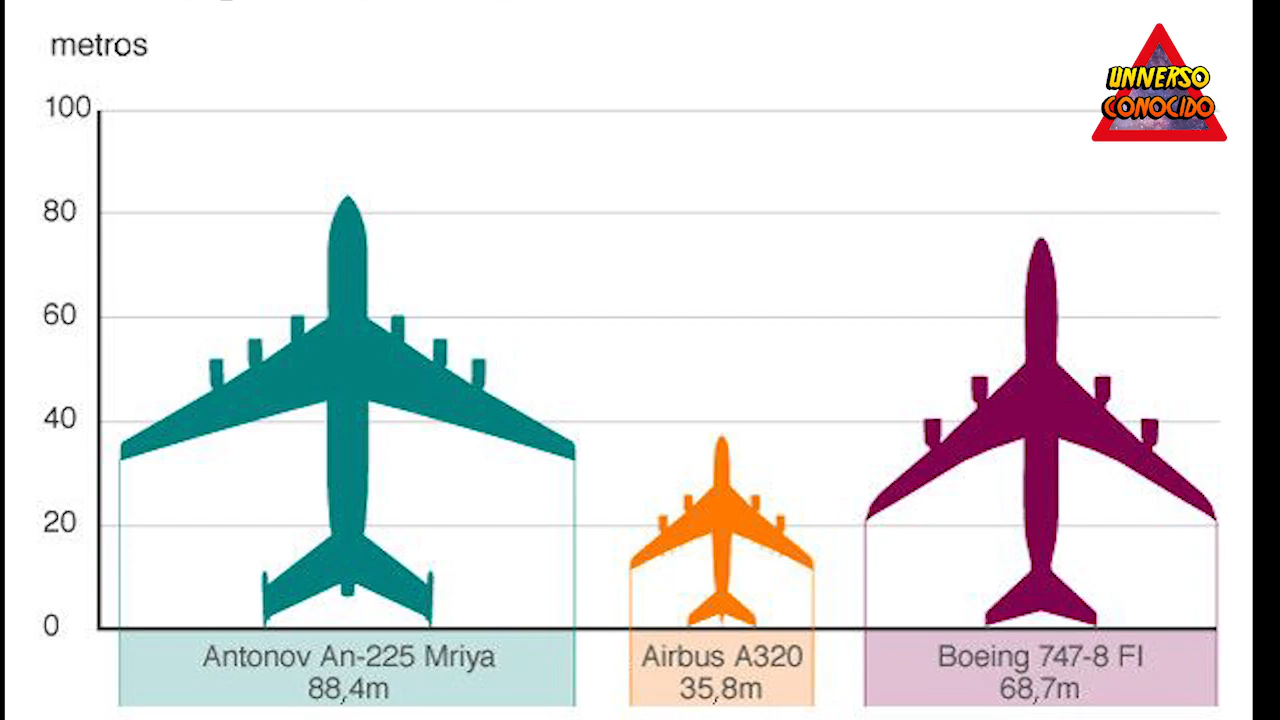 metros
UNIVERSO
CONOCIDO
100
80
60
40
20
0
Antonov An-225 Mriya
88,4m
Airbus A320
35,8m
Boeing 747-8 FI
68,7m